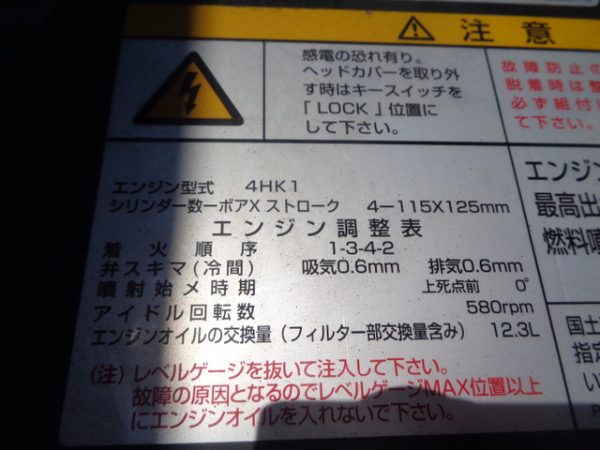 注意
感電の恐れ有り。
ヘッドカバーを取り外
す時はキースイッチを
「LOCK」位置に
して下さい。
故障防止の
脱着時は整
必ず組付け
て下さい。
エンジン型式 4HK1
シリンダー数ーボアX ストローク 4－115X125mm
エンジン調整表
着火順序 1-3-4-2
弁スキマ(冷間) 吸気0.6mm 排気0.6mm
噴射始メ時期 上死点前 0°
アイドル回転数 580rpm
エンジンオイルの交換量（フィルター部交換量含み） 12.3L
(注) レベルゲージを抜いて注入して下さい。
故障の原因となるのでレベルゲージMAX位置以上
にエンジンオイルを入れないで下さい。
エンジン
最高出
燃料噴
国土
指定
い